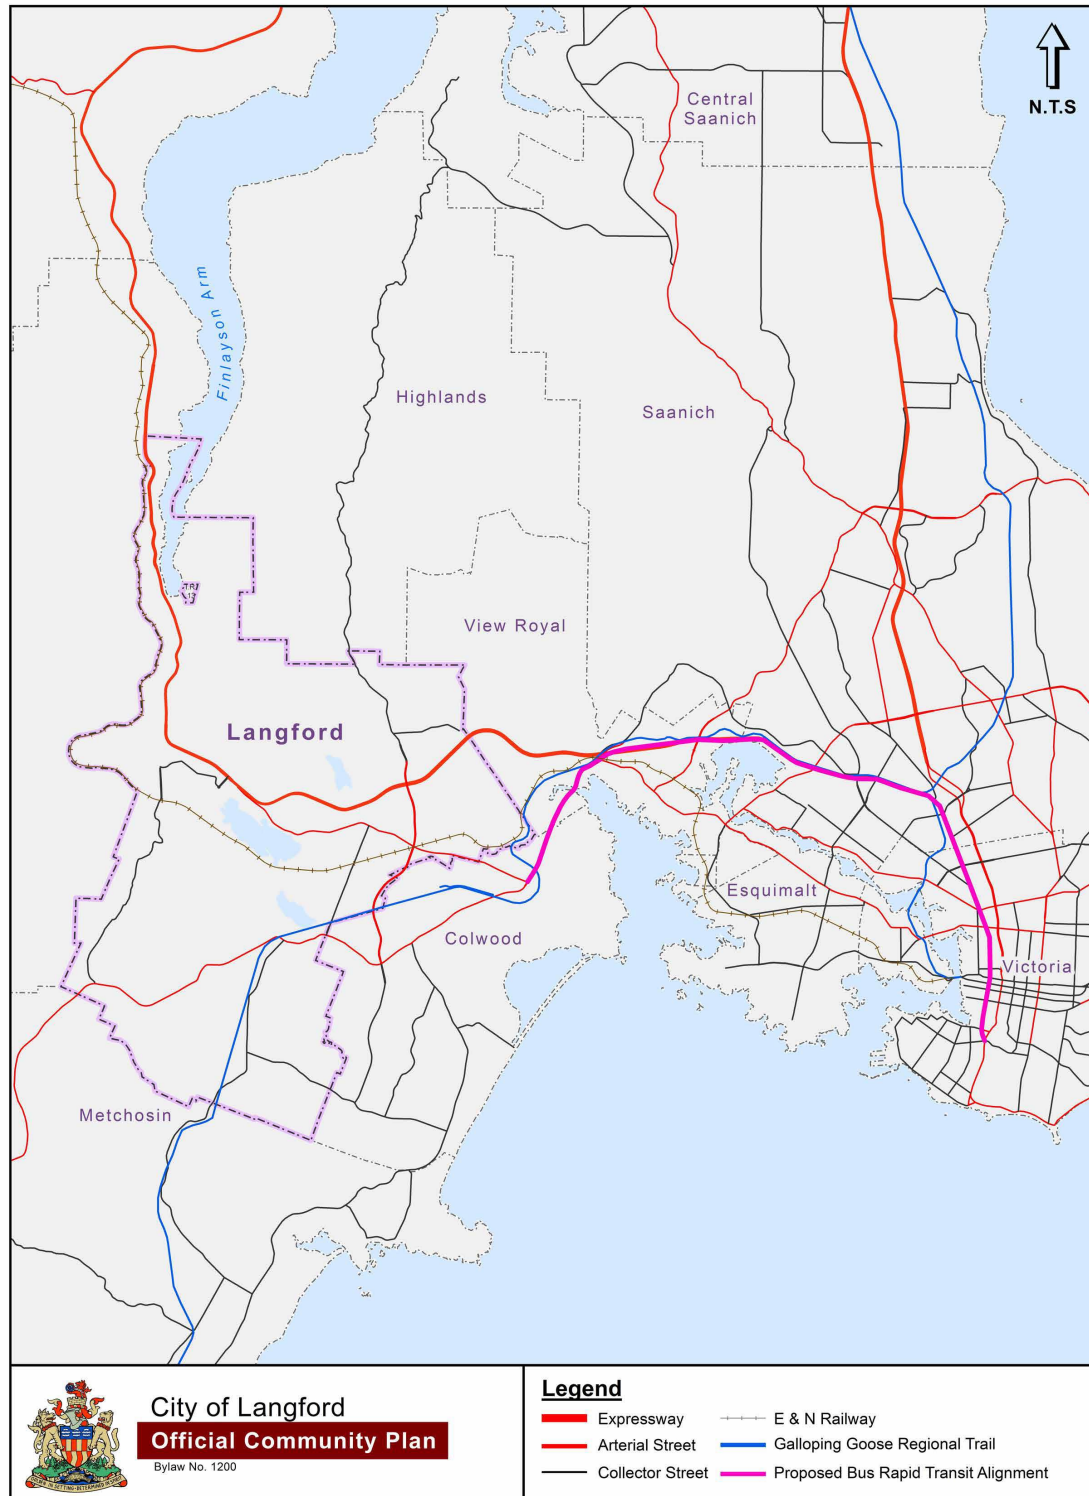 N.T.S
Central
Saanich
Finlayson Arm
Highlands
Saanich
View Royal
Langford
Esquimalt
Colwood
Victoria
Metchosin
City of Langford
Official Community Plan
Bylaw No. 1200
Legend
Expressway
Arterial Street
Collector Street
E & N Railway
Galloping Goose Regional Trail
Proposed Bus Rapid Transit Alignment